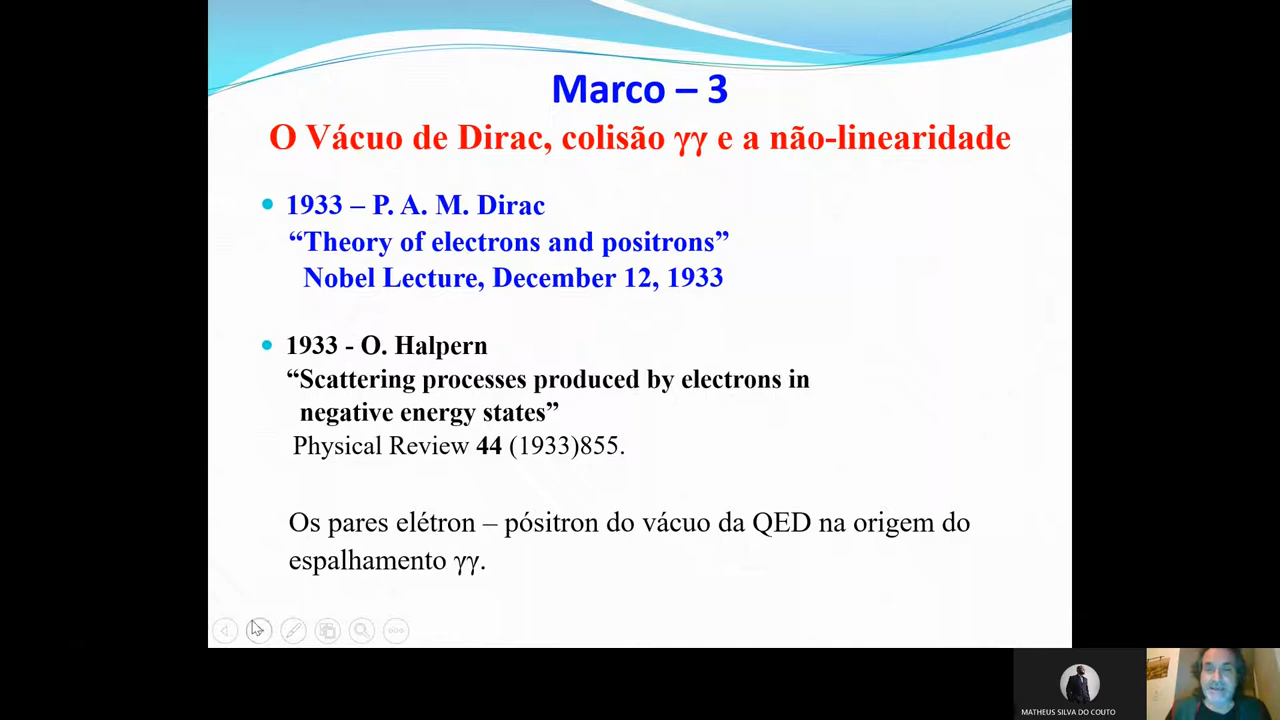 Marco – 3
O Vácuo de Dirac, colisão γγ e a não-linearidade
1933 – P. A. M. Dirac
“Theory of electrons and positrons”
Nobel Lecture, December 12, 1933
1933 - O. Halpern
“Scattering processes produced by electrons in
negative energy states”
Physical Review 44 (1933)855.
Os pares elétron – pósitron do vácuo da QED na origem do
espalhamento γγ.
MATHEUS SILVA DO COUTO